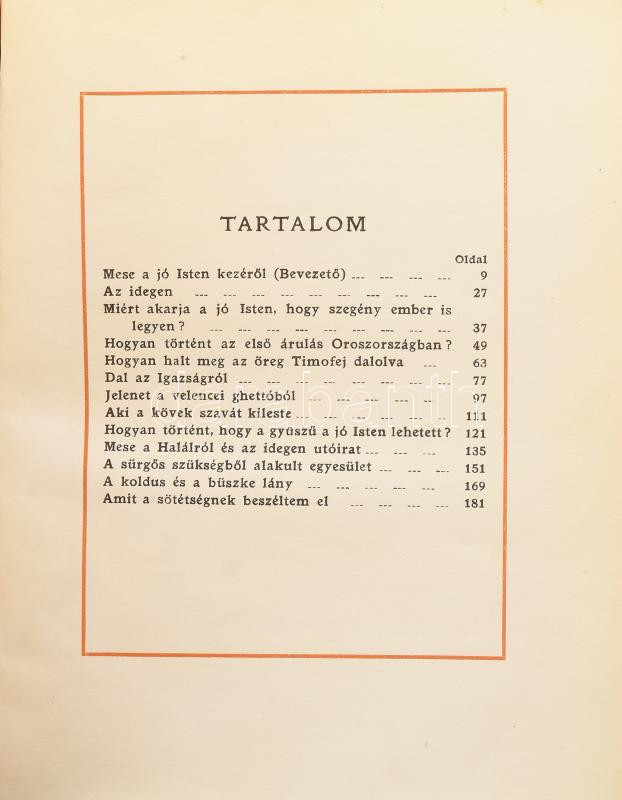 TARTALOM
Oldal
Mese a jó Isten kezéről (Bevezető) 9
Az idegen 27
Miért akarja a jó Isten, hogy szegény ember is
legyen? 37
Hogyan történt az első árulás Oroszországban? 49
Hogyan halt meg az öreg Timofej dalolva 63
Dal az Igazságról 77
Jelenet a velencei ghettóból 97
Aki a kövek szavát kileste 111
Hogyan történt, hogy a gyűszű a jó Isten lehetett? 121
Mese a Halálról és az idegen utóirat 135
A sürgős szükségből alakult egyesület 151
A koldus és a büszke lány 169
Amit a sötétségnek beszéltem el 181
darabanth